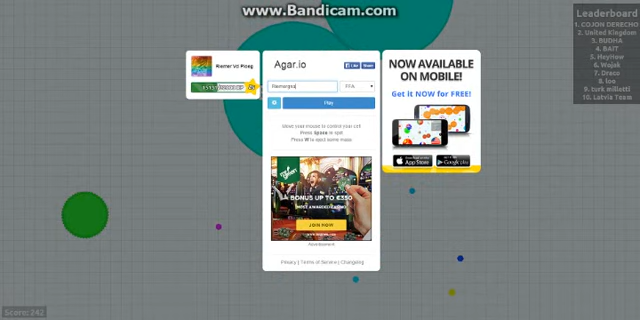 www.Bandicam.com
Leaderboard
1. COJON DERECHO
2. United Kingdom
3. BUDHA
4. BAIT
5. HeyHow
6. Wojak
7. Draco
8. loo
9. turk milletti
10. Latvia Team
Agar.io
Like
Share
FFA
Play
Move your mouse to control your cell
Press Space to split
Press W to eject some mass
BONUS UP TO €350
JOIN NOW
Advertisement
Privacy | Terms of Service | Changelog
NOW AVAILABLE
ON MOBILE!
Get it NOW for FREE!
App Store
Google play
Score: 242